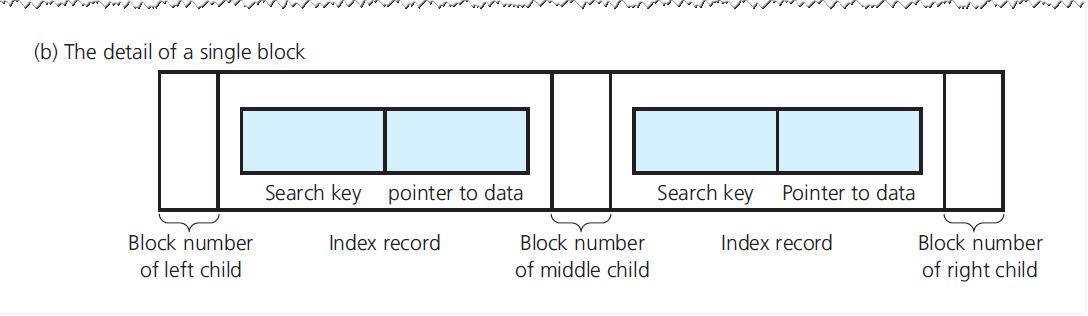 (b) The detail of a single block
Search key pointer to data Search key Pointer to data
Block number Index record Block number Index record Block number
of left child of middle child of right child